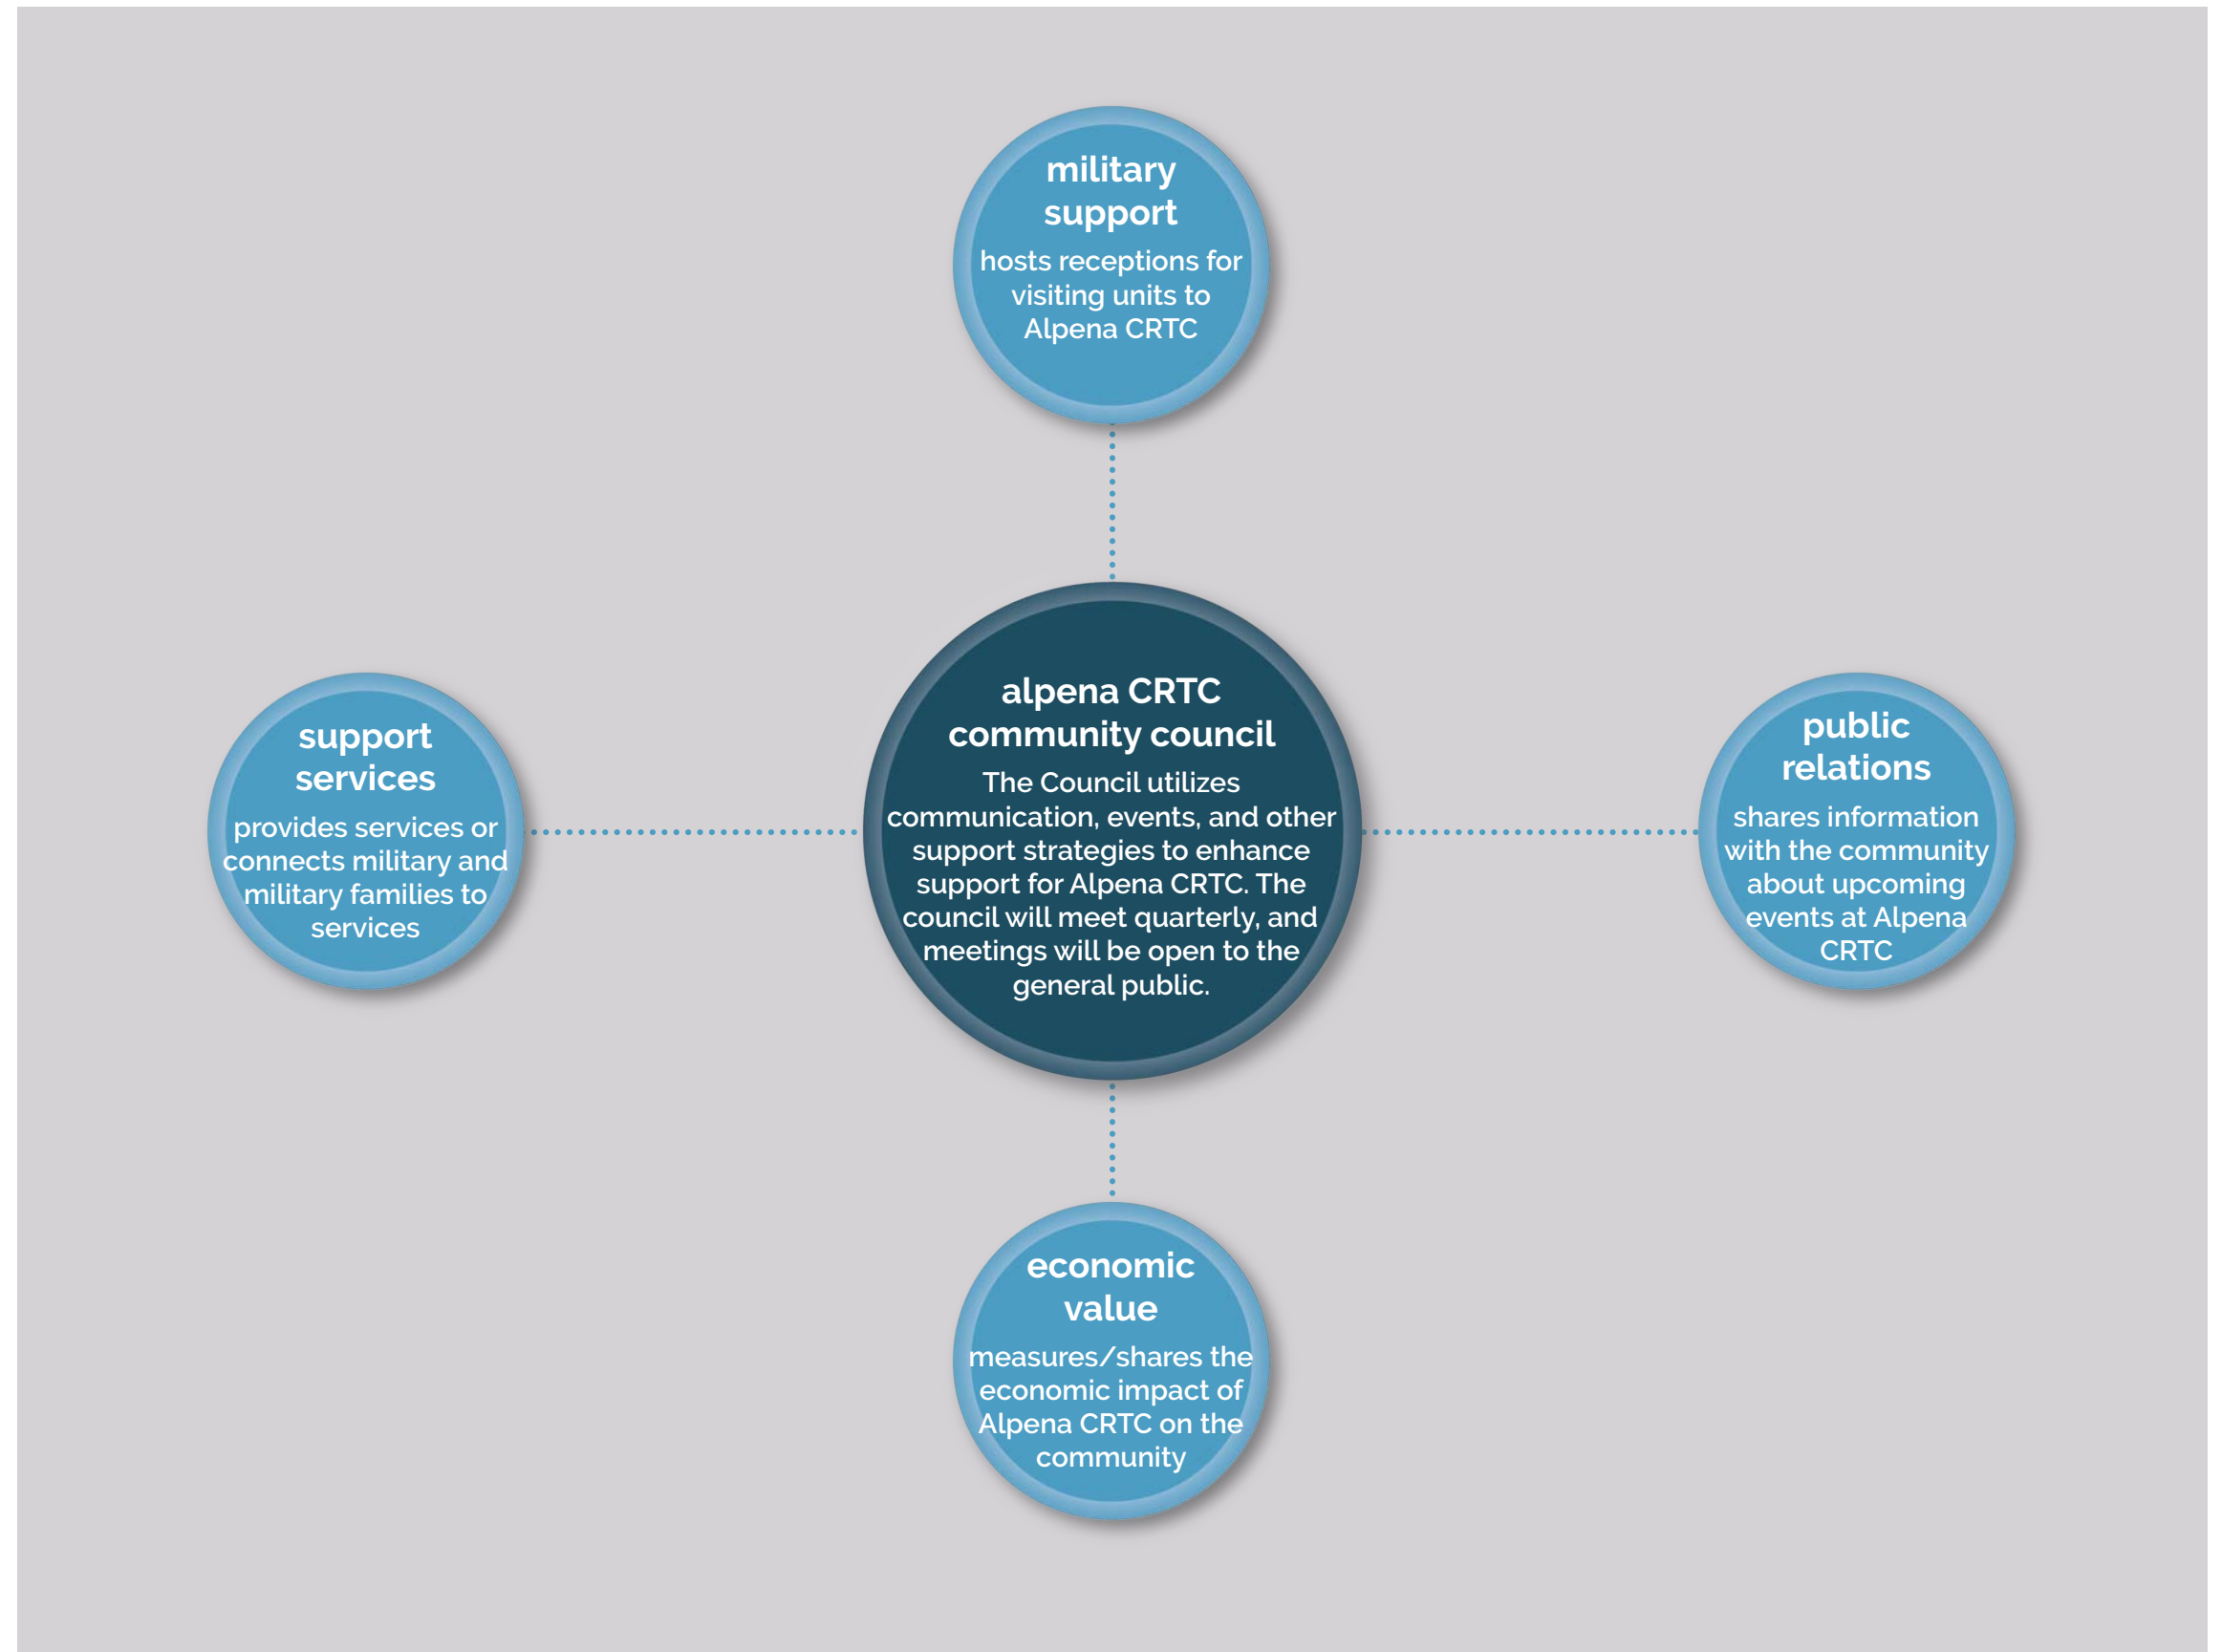 military
support
hosts receptions for
visiting units to
Alpena CRTC
support
services
provides services or
connects military and
military families to
services
alpena CRTC
community council
The Council utilizes
communication, events, and other
support strategies to enhance
support for Alpena CRTC. The
council will meet quarterly, and
meetings will be open to the
general public.
public
relations
shares information
with the community
about upcoming
events at Alpena
CRTC
economic
value
measures/shares the
economic impact of
Alpena CRTC on the
community